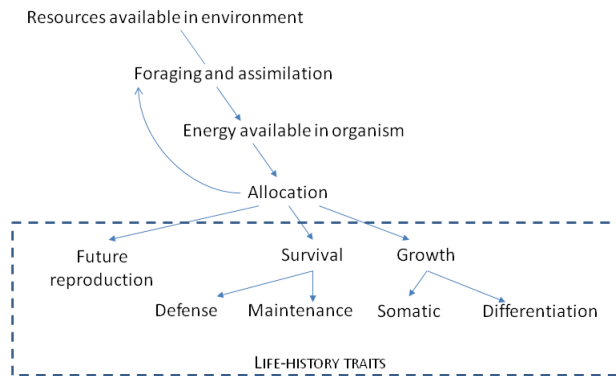 Resources available in environment
Foraging and assimilation
Energy available in organism
Allocation
Future
reproduction
Survival
Growth
Defense
Maintenance
Somatic
Differentiation
LIFE-HISTORY TRAITS